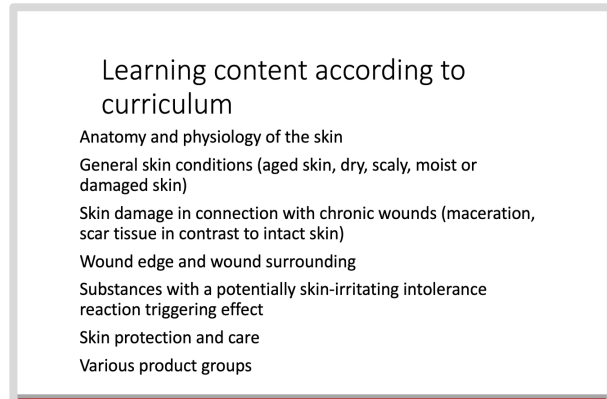 Learning content according to
curriculum
Anatomy and physiology of the skin
General skin conditions (aged skin, dry, scaly, moist or
damaged skin)
Skin damage in connection with chronic wounds (maceration,
scar tissue in contrast to intact skin)
Wound edge and wound surrounding
Substances with a potentially skin-irritating intolerance
reaction triggering effect
Skin protection and care
Various product groups